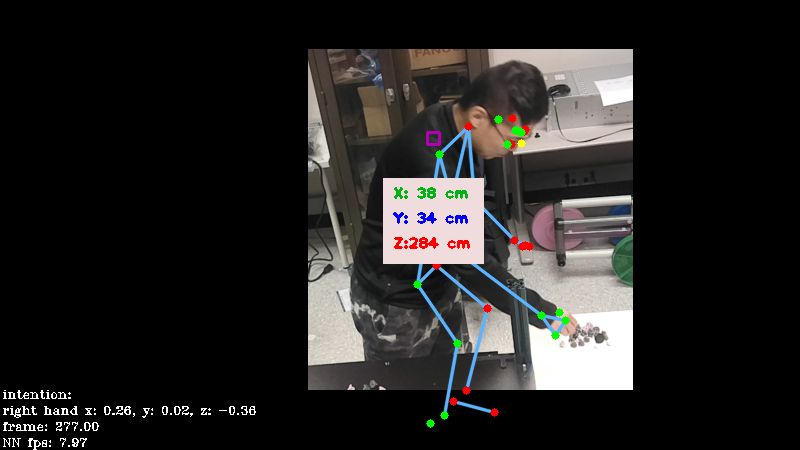 FANUC
X: 38 cm
Y: 34 cm
Z:284 cm
intention:
right hand x: 0.26, y: 0.02, z: -0.36
frame: 277.00
NN fps: 7.97